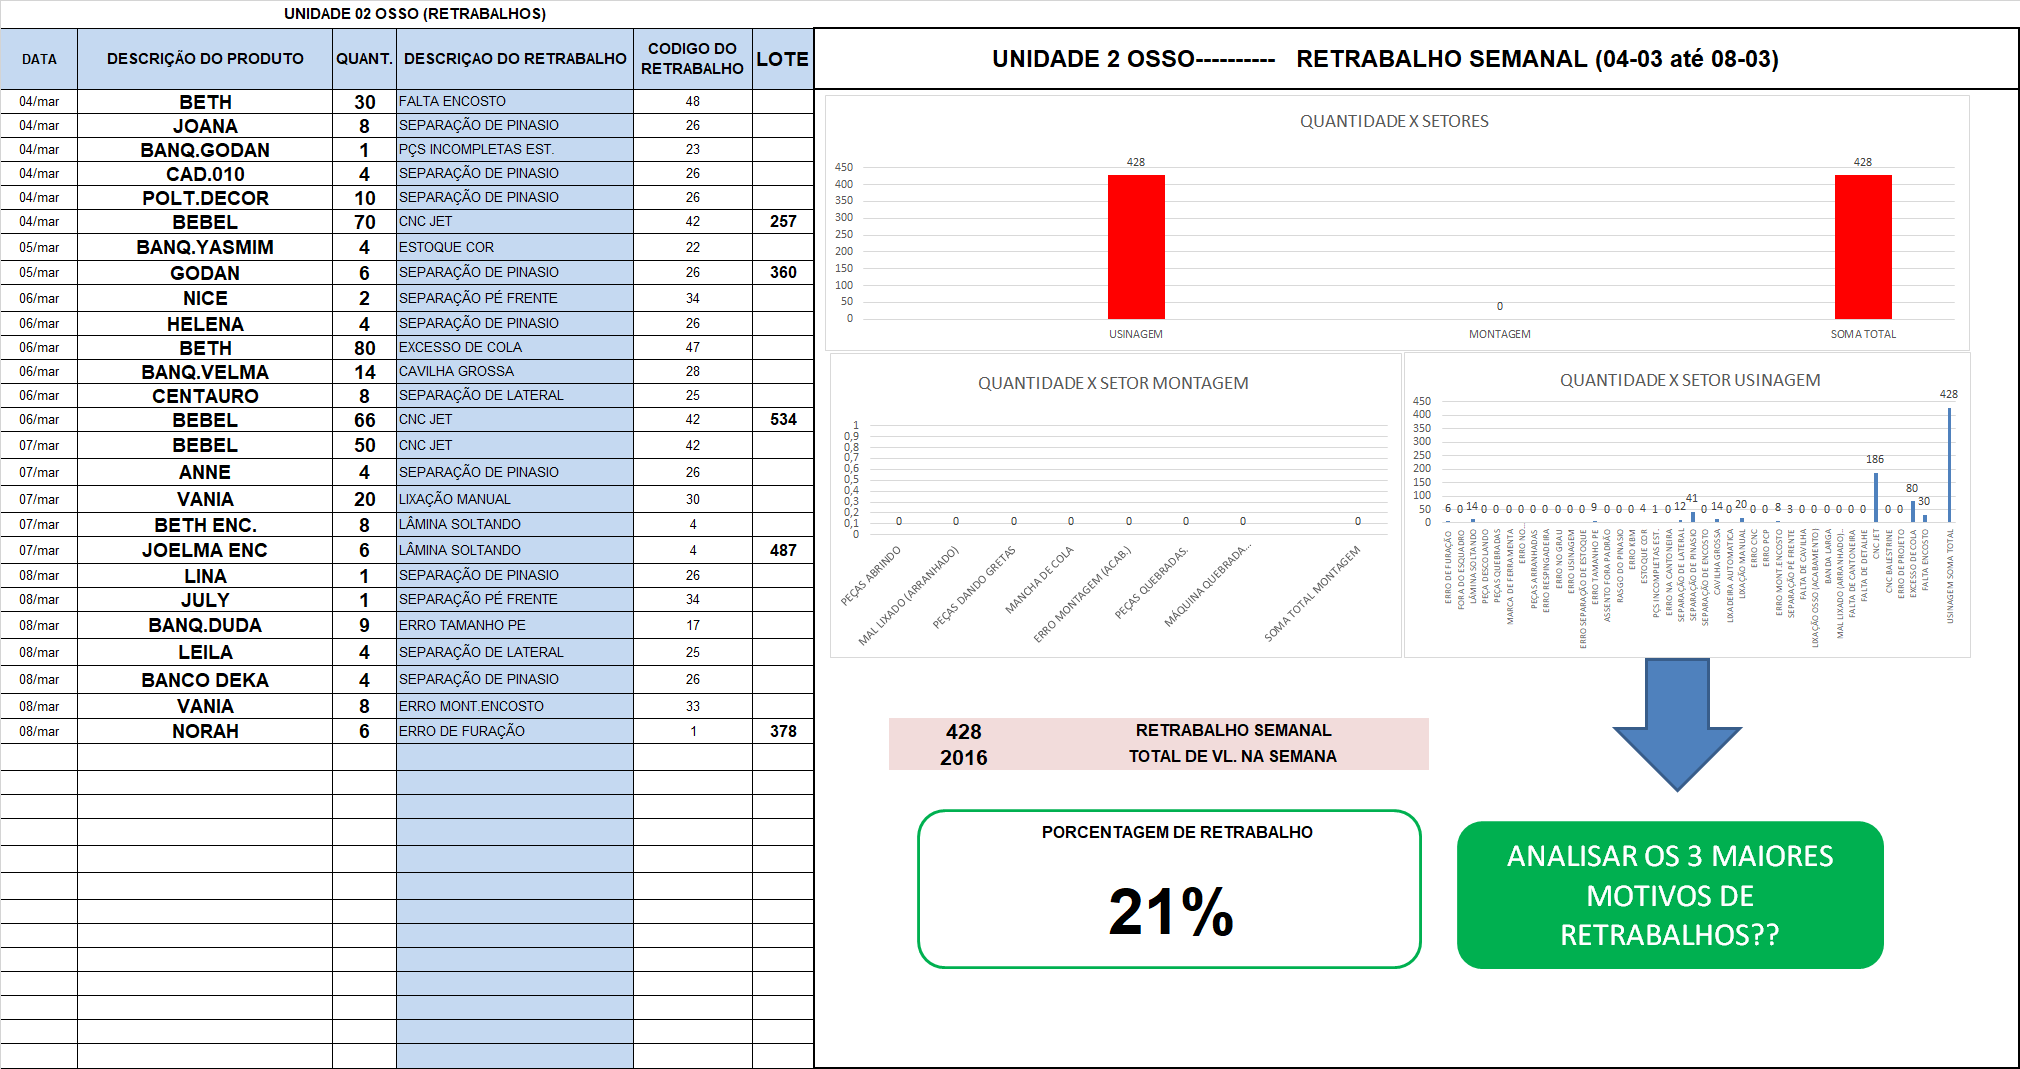 UNIDADE 02 OSSO (RETRABALHOS)
DATA DESCRIÇÃO DO PRODUTO QUANT. DESCRIÇAO DO RETRABALHO CODIGO DO RETRABALHO LOTE
04/mar BETH 30 FALTA ENCOSTO 48
04/mar JOANA 8 SEPARAÇÃO DE PINASIO 26
04/mar BANQ.GODAN 1 PÇS INCOMPLETAS EST. 23
04/mar CAD.010 4 SEPARAÇÃO DE PINASIO 26
04/mar POLT.DECOR 10 SEPARAÇÃO DE PINASIO 26
04/mar BEBEL 70 CNC JET 42 257
05/mar BANQ.YASMIM 4 ESTOQUE COR 22
05/mar GODAN 6 SEPARAÇÃO DE PINASIO 26 360
06/mar NICE 2 SEPARAÇÃO PÉ FRENTE 34
06/mar HELENA 4 SEPARAÇÃO DE PINASIO 26
06/mar BETH 80 EXCESSO DE COLA 47
06/mar BANQ.VELMA 14 CAVILHA GROSSA 28
06/mar CENTAURO 8 SEPARAÇÃO DE LATERAL 25
06/mar BEBEL 66 CNC JET 42 534
07/mar BEBEL 50 CNC JET 42
07/mar ANNE 4 SEPARAÇÃO DE PINASIO 26
07/mar VANIA 20 LIXAÇÃO MANUAL 30
07/mar BETH ENC. 8 LÂMINA SOLTANDO 4
07/mar JOELMA ENC 6 LÂMINA SOLTANDO 4 487
08/mar LINA 1 SEPARAÇÃO DE PINASIO 26
08/mar JULY 1 SEPARAÇÃO PÉ FRENTE 34
08/mar BANQ.DUDA 9 ERRO TAMANHO PE 17
08/mar LEILA 4 SEPARAÇÃO DE LATERAL 25
08/mar BANCO DEKA 4 SEPARAÇÃO DE PINASIO 26
08/mar VANIA 8 ERRO MONT.ENCOSTO 33
08/mar NORAH 6 ERRO DE FURAÇÃO 1 378
UNIDADE 2 OSSO---------- RETRABALHO SEMANAL (04-03 até 08-03)
QUANTIDADE X SETORES
450
400
350
300
250
200
150
100
50
0
428 0 428
USINAGEM MONTAGEM SOMA TOTAL
QUANTIDADE X SETOR MONTAGEM
1
0,9
0,8
0,7
0,6
0,5
0,4
0,3
0,2
0,1
0
0 0 0 0 0 0 0 0
PEÇAS ABRINDO
MAL LIXADO (ARRANHADO)
PEÇAS DANDO GRETAS
MANCHA DE COLA
ERRO MONTAGEM (ACAB.)
PEÇAS QUEBRADAS.
MÁQUINA QUEBRADA...
SOMA TOTAL MONTAGEM
QUANTIDADE X SETOR USINAGEM
450
400
350
300
250
200
150
100
50
0
6 0 14 0 0 0 0 0 0 0 0 0 9 0 0 0 4 1 0 12 41 0 14 0 20 0 0 8 3 0 0 0 0 0 0 186 0 0 80 30 428
ERRO DE FURAÇÃO
FORA DO ESQUADRO
LÂMINA SOLTANDO
PEÇA DESCOLANDO
PEÇAS QUEBRADAS
MARCA DE FERRAMENTA
ERRO NO...
PEÇAS ARRANHADAS
ERRO RESPINGADEIRA
ERRO NO GRAU
ERRO USINAGEM
ERRO SEPARAÇÃO DE ESTOQUE
ERRO TAMANHO PE
ASSENTO FORA PADRÃO
RASGO DO PINASIO
ERRO KBM
ESTOQUE COR
PÇS INCOMPLETAS EST.
ERRO NA CANTONEIRA
SEPARAÇÃO DE LATERAL
SEPARAÇÃO DE PINASIO
SEPARAÇÃO DE ENCOSTO
CAVILHA GROSSA
LIXADEIRA AUTOMATICA
LIXAÇÃO MANUAL
ERRO CNC
ERRO PCP
ERRO MONT.ENCOSTO
SEPARAÇÃO PÉ FRENTE
FALTA DE CAVILHA
LIXAÇÃO OSSO (ACABAMENTO)
BANDA LARGA
MAL LIXADO (ARRANHADO)..
FALTA DE CANTONEIRA
FALTA DE DETALHE
CNC JET
CNC BALESTRINE
ERRO DE PROJETO
EXCESSO DE COLA
FALTA ENCOSTO
USINAGEM SOMA TOTAL
428 RETRABALHO SEMANAL
2016 TOTAL DE VL. NA SEMANA
PORCENTAGEM DE RETRABALHO
21%
ANALISAR OS 3 MAIORES
MOTIVOS DE
RETRABALHOS??